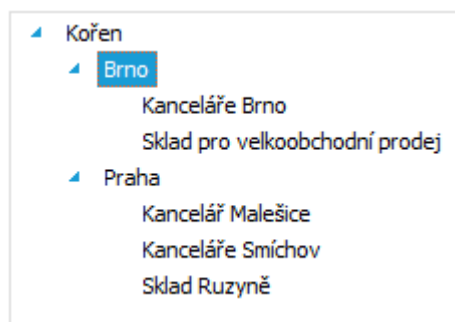 Kořen
Brno
Kanceláře Brno
Sklad pro velkoobchodní prodej
Praha
Kancelář Malešice
Kanceláře Smíchov
Sklad Ruzyně